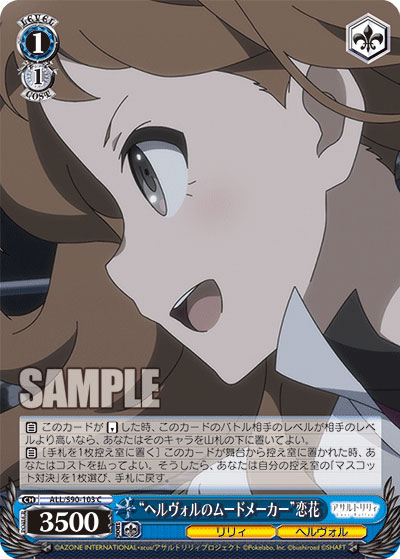 LEVEL
1
1
COST
SAMPLE
自 このカードが した時、このカードのバトル相手のレベルが相手のレベルより高いなら、あなたはそのキャラを山札の下に置いてよい。
自 [手札を1枚控え室に置く] このカードが舞台から控え室に置かれた時、あなたはコストを払ってよい。そうしたら、あなたは自分の控え室の「マスコット対決」を1枚選び、手札に戻す。
CH ALL/S90-103 C
POWER
3500
“ヘルヴォルのムードメーカー”恋花
アサルトリリィ
リリィ
ヘルヴォル
©AZONE INTERNATIONAL・acus/アサルトリリィプロジェクト ©Pokelabo, Inc. ©bushiroad ©SHAFT